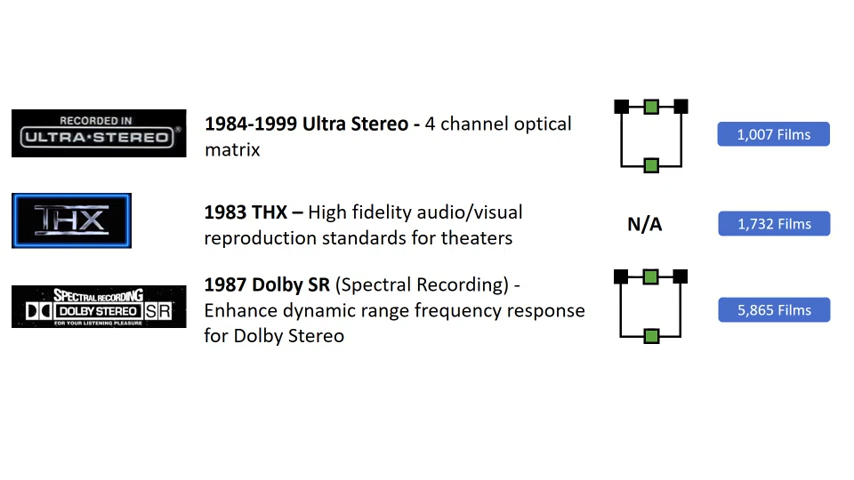 RECORDED IN
ULTRA•STEREO®
1984-1999 Ultra Stereo - 4 channel optical
matrix
1,007 Films
THX
1983 THX – High fidelity audio/visual
reproduction standards for theaters
N/A
1,732 Films
SPECTRAL RECORDING
DOLBY STEREO SR
FOR YOUR LISTENING PLEASURE
1987 Dolby SR (Spectral Recording) -
Enhance dynamic range frequency response
for Dolby Stereo
5,865 Films